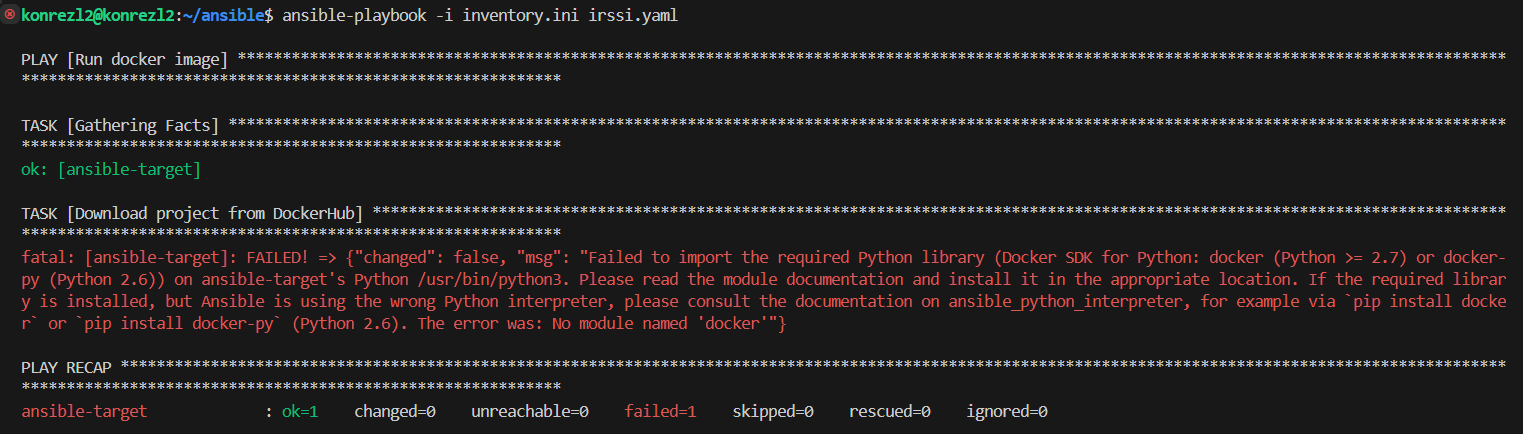 konrezl2@konrezl2:~/ansible$ ansible-playbook -i inventory.ini irssi.yaml
PLAY [Run docker image] *********************************************************************************************************************************************
************************************************************
TASK [Gathering Facts] **********************************************************************************************************************************************
************************************************************
ok: [ansible-target]
TASK [Download project from DockerHub] ******************************************************************************************************************************
************************************************************
fatal: [ansible-target]: FAILED! => {"changed": false, "msg": "Failed to import the required Python library (Docker SDK for Python: docker (Python >= 2.7) or docker-
py (Python 2.6)) on ansible-target's Python /usr/bin/python3. Please read the module documentation and install it in the appropriate location. If the required librar
y is installed, but Ansible is using the wrong Python interpreter, please consult the documentation on ansible_python_interpreter, for example via `pip install docke
r` or `pip install docker-py` (Python 2.6). The error was: No module named 'docker'"}
PLAY RECAP **********************************************************************************************************************************************************
************************************************************
ansible-target             : ok=1    changed=0    unreachable=0    failed=1    skipped=0    rescued=0    ignored=0